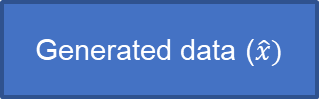 Generated data (x̂)